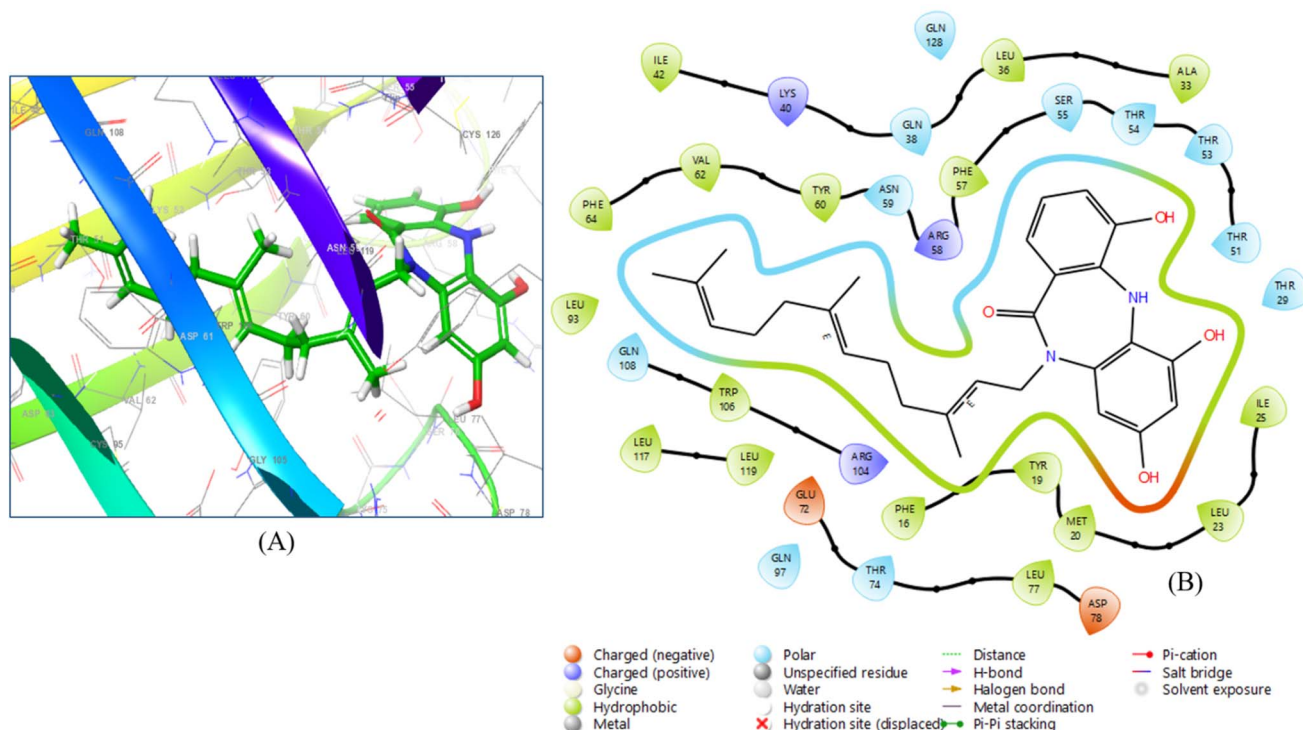 GLN 108
CYS 126
ASN 59
119
ASP 61
VAL 62
CYS 95
GLY 105
ASP 78
(A)
GLN
128
ILE
42
LEU
36
ALA
33
LYS
40
SER
55
THR
54
GLN
38
THR
53
VAL
62
PHE
57
TYR
60
ASN
59
PHE
64
ARG
58
THR
51
OH
THR
29
NH
O
N
OH
E
E
OH
LEU
93
GLN
108
TRP
106
ILE
25
LEU
117
LEU
119
ARG
104
TYR
19
GLU
72
PHE
16
MET
20
LEU
23
GLN
97
THR
74
LEU
77
ASP
78
(B)
Charged (negative)
Charged (positive)
Glycine
Hydrophobic
Metal
Polar
Unspecified residue
Water
Hydration site
Hydration site (displaced)
Distance
H-bond
Halogen bond
Metal coordination
Pi-Pi stacking
Pi-cation
Salt bridge
Solvent exposure